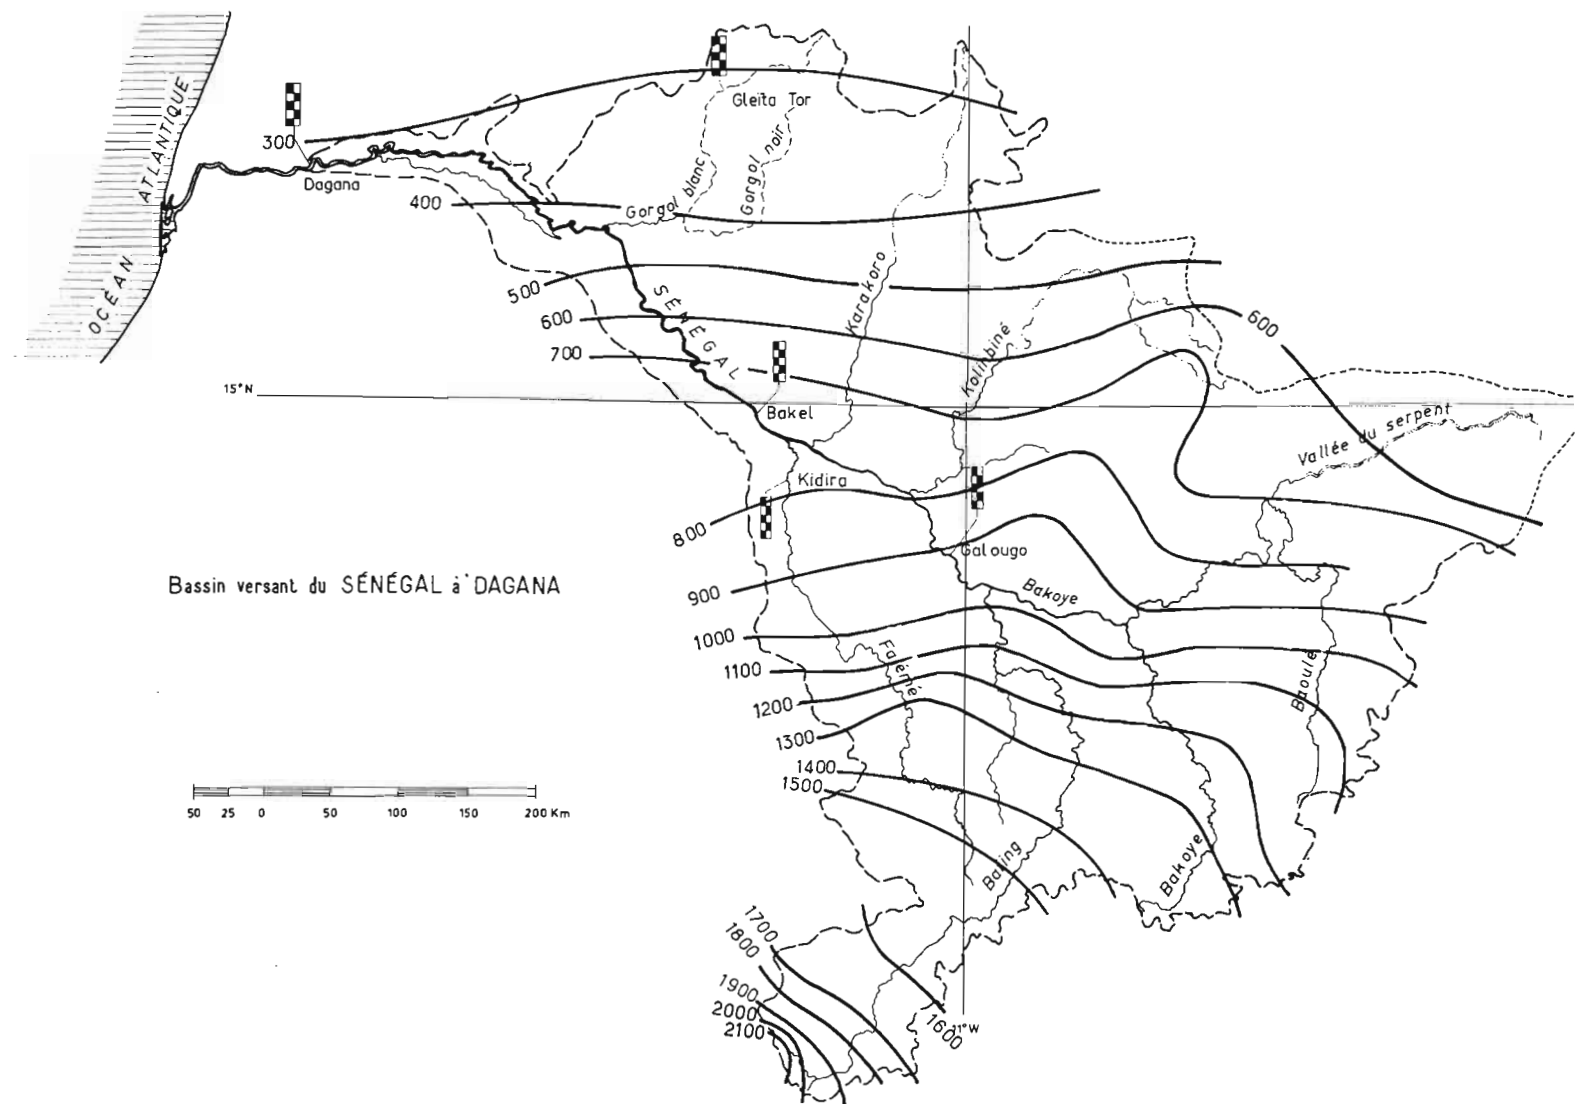 OCÉAN ATLANTIQUE
300
Dagana
Gleïta Tor
Gorgol blanc
Gorgol noir
400
500
600
700
SÉNÉGAL
Karakoro
Kolimbiné
600
15°N
Bakel
Vallée du serpent
Kidira
800
Galougo
Bassin versant du SÉNÉGAL à DAGANA
900
Bakoye
1000
Falémé
1100
Baoulé
1200
1300
1400
1500
50 25 0 50 100 150 200 Km
Bafing
Bakoye
1700
1800
1900
2000
2100
1600
11°W